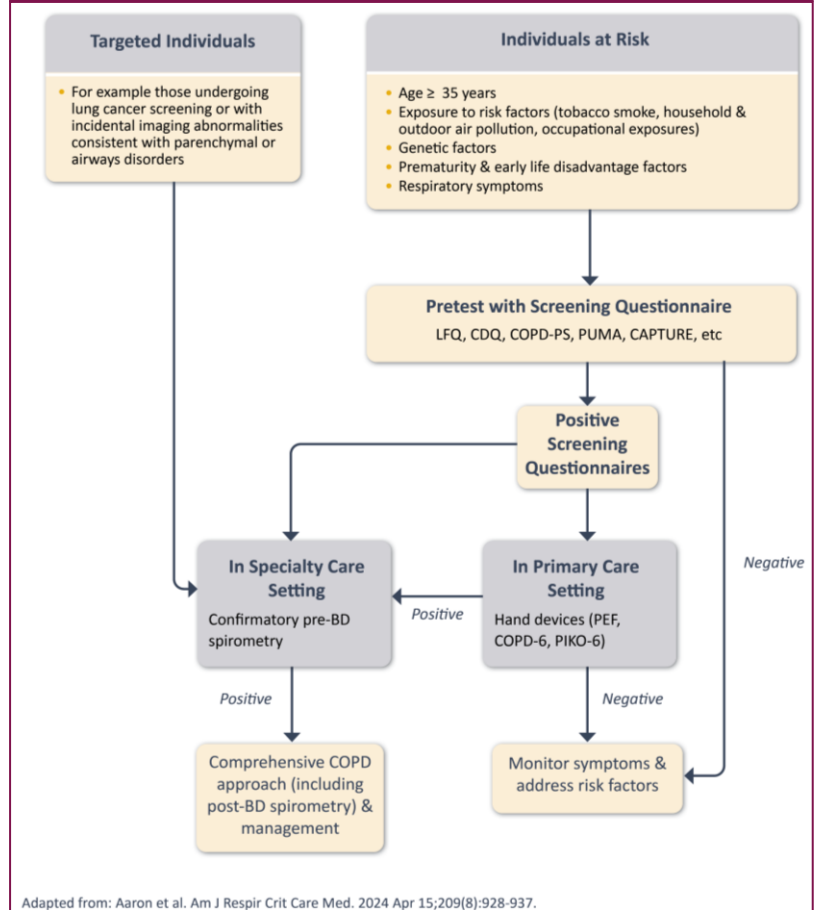 Targeted Individuals
• For example those undergoing
lung cancer screening or with
incidental imaging abnormalities
consistent with parenchymal or
airways disorders
Individuals at Risk
• Age ≥ 35 years
• Exposure to risk factors (tobacco smoke, household &
outdoor air pollution, occupational exposures)
• Genetic factors
• Prematurity & early life disadvantage factors
• Respiratory symptoms
Pretest with Screening Questionnaire
LFQ, CDQ, COPD-PS, PUMA, CAPTURE, etc
Positive
Screening
Questionnaires
Negative
In Specialty Care
Setting
Confirmatory pre-BD
spirometry
Positive
In Primary Care
Setting
Hand devices (PEF,
COPD-6, PIKO-6)
Positive
Negative
Comprehensive COPD
approach (including
post-BD spirometry) &
management
Monitor symptoms &
address risk factors
Adapted from: Aaron et al. Am J Respir Crit Care Med. 2024 Apr 15;209(8):928-937.